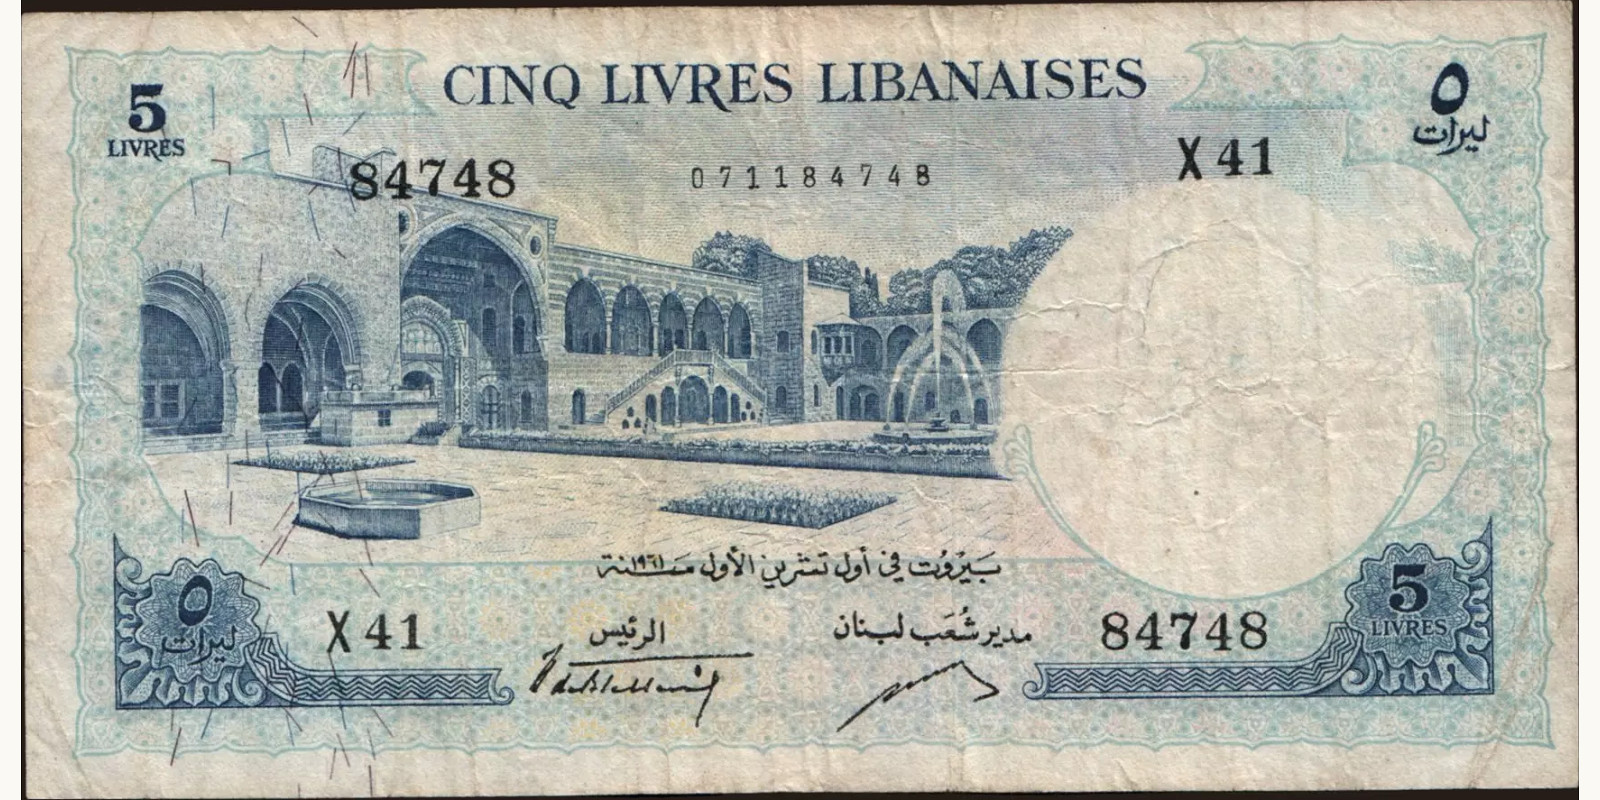 CINQ LIVRES LIBANAISES
5
LIVRES
٥
ليرات
84748
071184748
X 41
بيروت في أول تشرين الأول سنة ١٩٦١
٥
ليرات
X 41
الرئيس
مدير شعب لبنان
84748
5
LIVRES